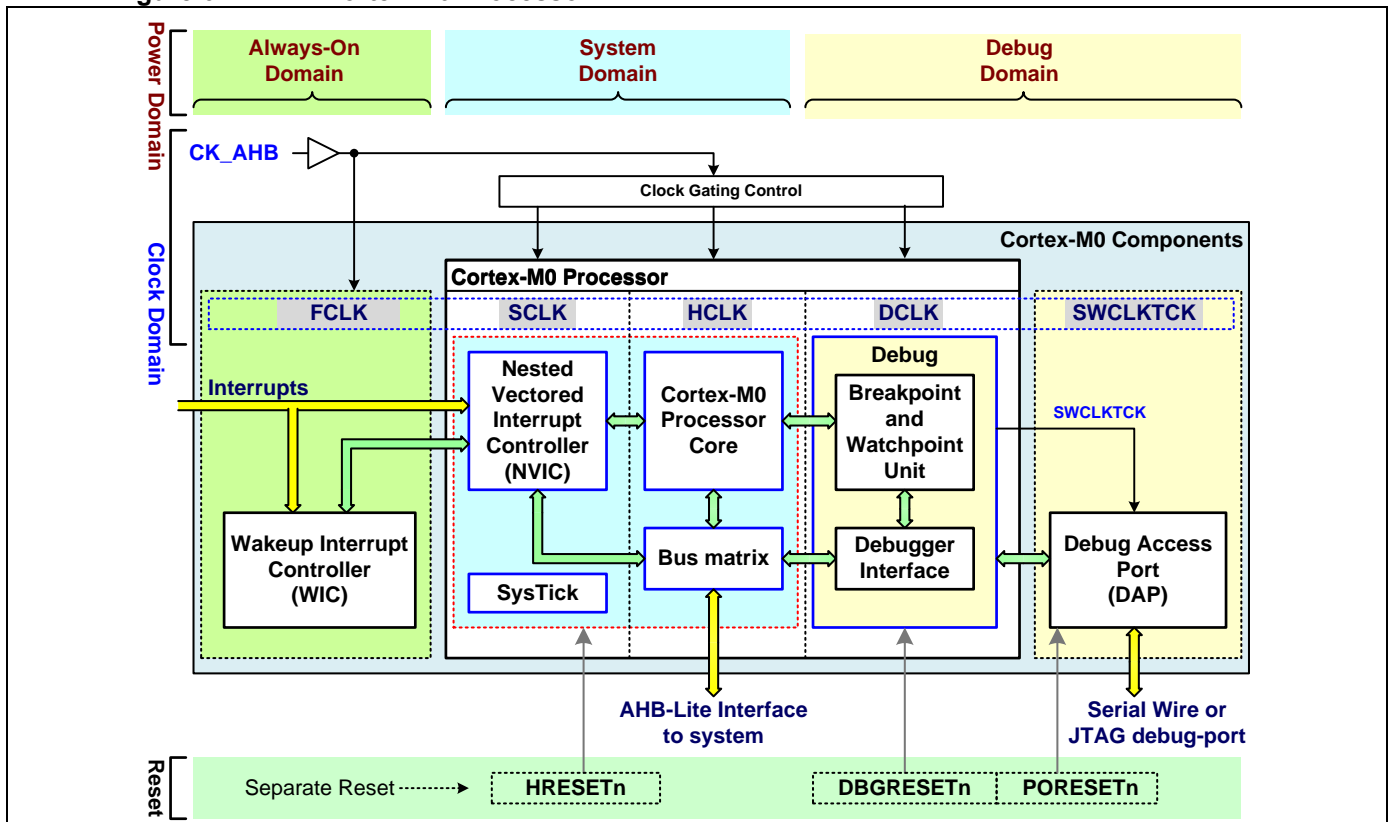 Power Domain
Always-On
Domain
System
Domain
Debug
Domain
Clock Domain
CK_AHB
Clock Gating Control
Cortex-M0 Components
Cortex-M0 Processor
FCLK
SCLK
HCLK
DCLK
SWCLKTCK
Interrupts
Nested
Vectored
Interrupt
Controller
(NVIC)
Cortex-M0
Processor
Core
Debug
Breakpoint
and
Watchpoint
Unit
SWCLKTCK
Wakeup Interrupt
Controller
(WIC)
SysTick
Bus matrix
Debugger
Interface
Debug Access
Port
(DAP)
AHB-Lite Interface
to system
Serial Wire or
JTAG debug-port
Reset
Separate Reset
HRESETn
DBGRESETn
PORESETn